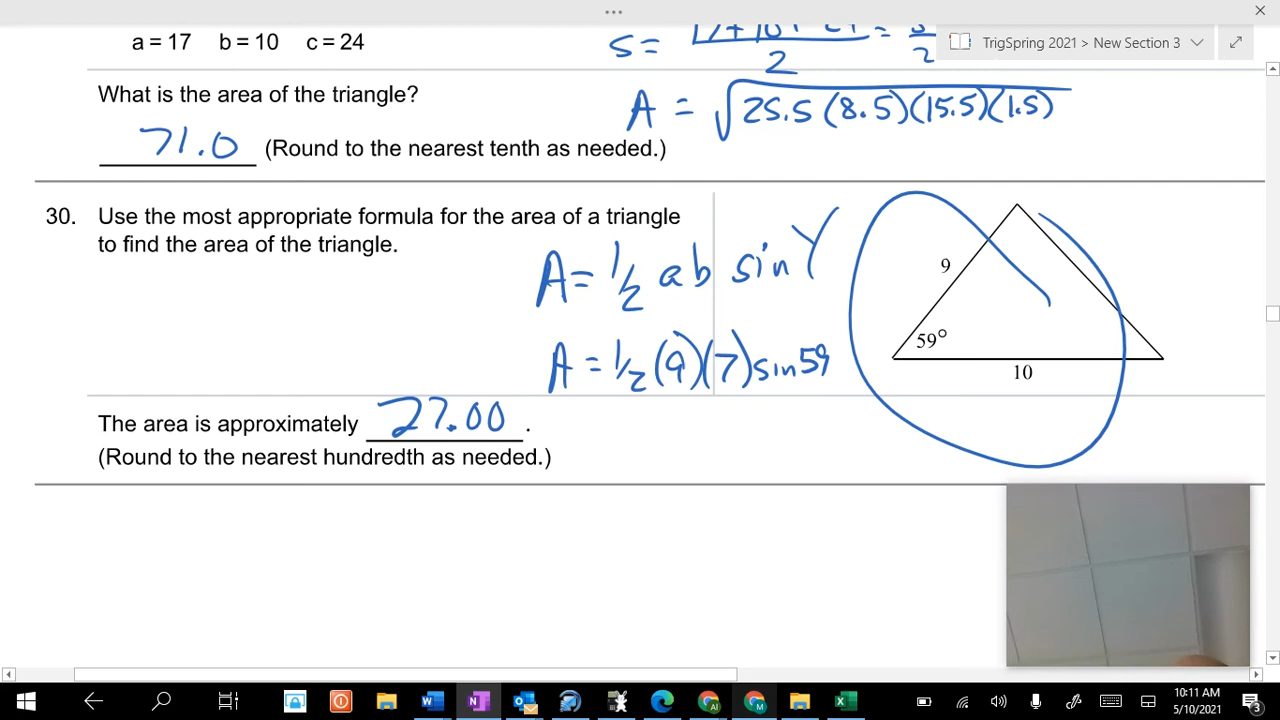 a = 17 b = 10 c = 24
S =
2
=
2
TrigSpring 2021 > New Section 3
What is the area of the triangle?
A = √25.5 (8.5)(15.5)(1.5)
71.0 (Round to the nearest tenth as needed.)
30. Use the most appropriate formula for the area of a triangle
to find the area of the triangle.
A = 1/2 ab sin γ
9
59°
10
A = 1/2 (9)(7) sin 59
The area is approximately 27.00 .
(Round to the nearest hundredth as needed.)
10:11 AM
5/10/2021
3